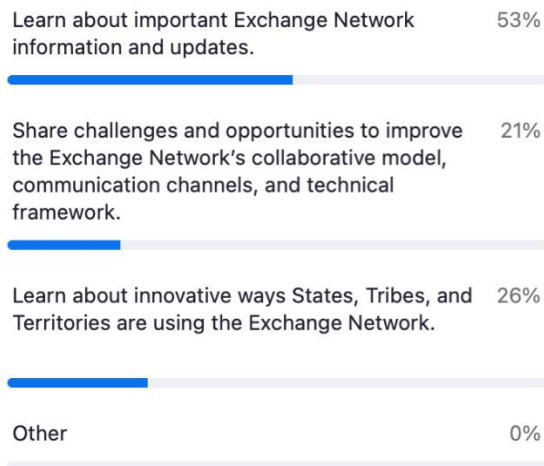 Learn about important Exchange Network 53%
information and updates.
Share challenges and opportunities to improve 21%
the Exchange Network’s collaborative model,
communication channels, and technical
framework.
Learn about innovative ways States, Tribes, and 26%
Territories are using the Exchange Network.
Other 0%